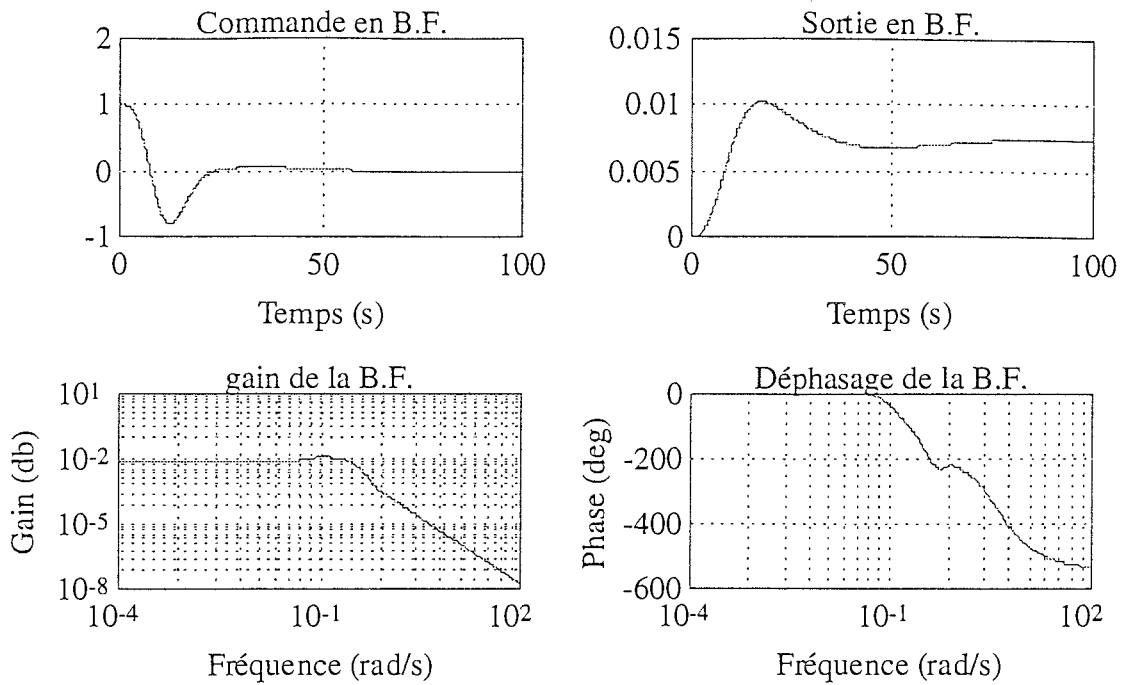 Commande en B.F.
2
1
0
-1
0
50
100
Temps (s)
Sortie en B.F.
0.015
0.01
0.005
0
0
50
100
Temps (s)
gain de la B.F.
Gain (db)
10¹
10⁻²
10⁻⁵
10⁻⁸
10⁻⁴
10⁻¹
10²
Fréquence (rad/s)
Déphasage de la B.F.
Phase (deg)
0
-200
-400
-600
10⁻⁴
10⁻¹
10²
Fréquence (rad/s)